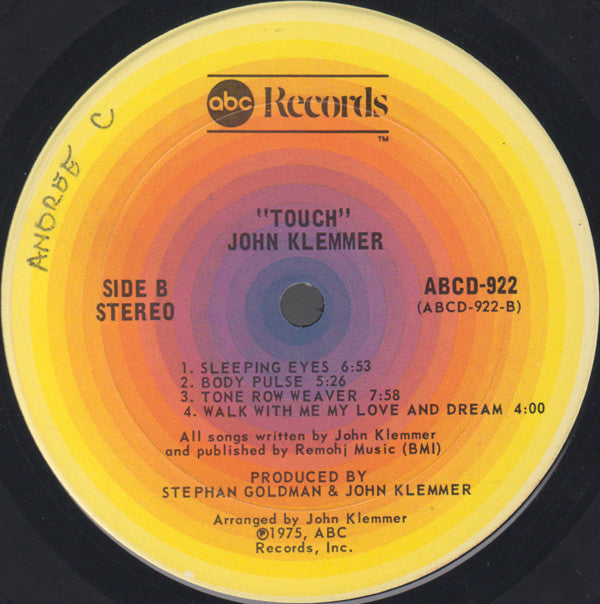 abc Records
TM
ANDREE C
"TOUCH"
JOHN KLEMMER
SIDE B
STEREO
ABCD-922
(ABCD-922-B)
1. SLEEPING EYES 6:53
2. BODY PULSE 5:26
3. TONE ROW WEAVER 7:58
4. WALK WITH ME MY LOVE AND DREAM 4:00
All songs written by John Klemmer
and published by Remohj Music (BMI)
PRODUCED BY
STEPHAN GOLDMAN & JOHN KLEMMER
Arranged by John Klemmer
℗1975, ABC
Records, Inc.